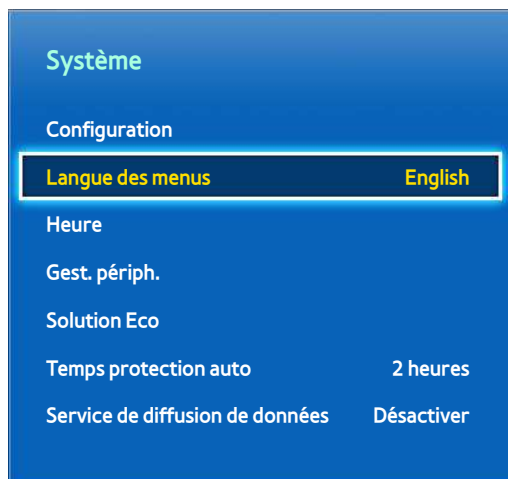 Système
Configuration
Langue des menus English
Heure
Gest. périph.
Solution Eco
Temps protection auto 2 heures
Service de diffusion de données Désactiver